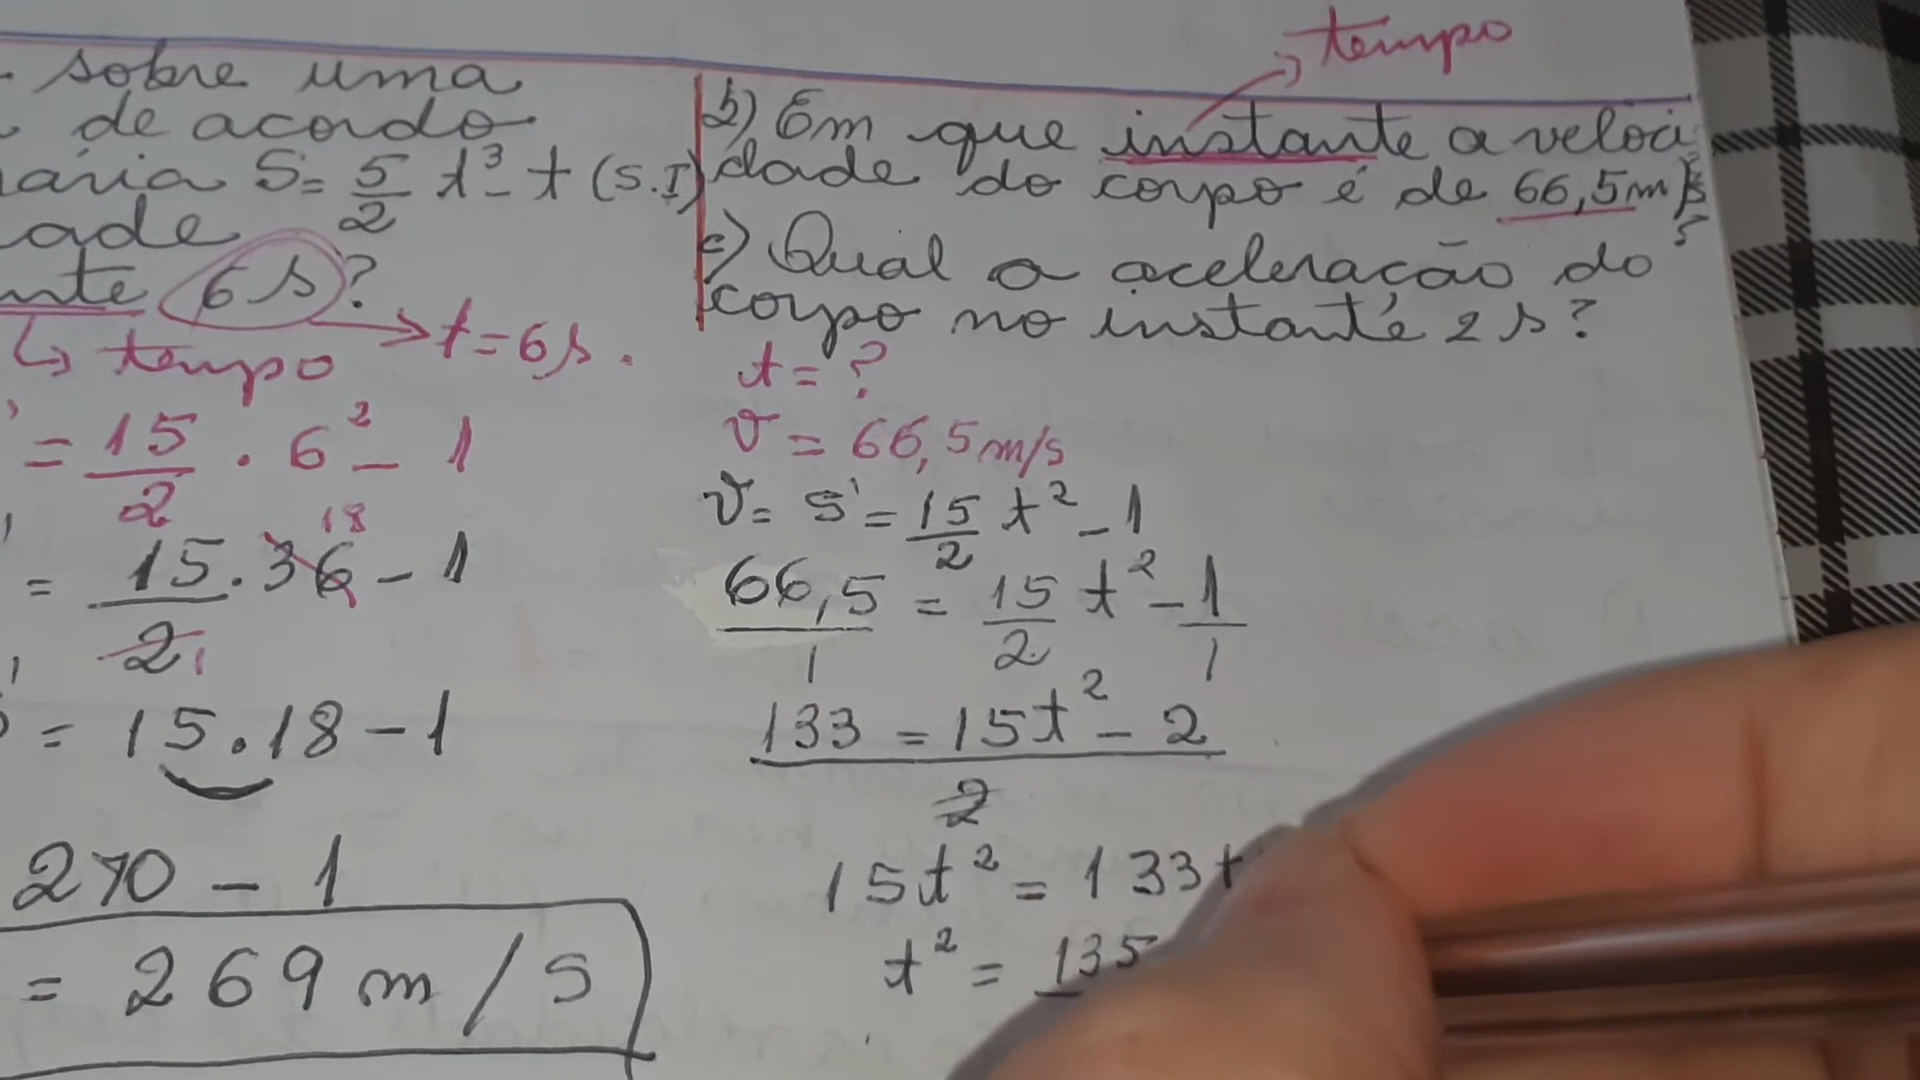 tempo
sobre uma
de acordo
ária S = 5/2 t³ - t (S.I)
ade
nte 6s?
↳ tempo → t = 6s.
= 15/2 . 6² - 1
= 15.36/2 - 1
18
1
= 15.18 - 1
270 - 1
= 269 m/s
b) Em que instante a veloci
dade do corpo é de 66,5m/s
?
c) Qual a aceleração do
corpo no instante 2s?
t = ?
v = 66,5m/s
v = S' = 15/2 t² - 1
66,5/1 = 15/2 t² - 1/1
133 = 15t² - 2
2
15t² = 133+
t² = 135